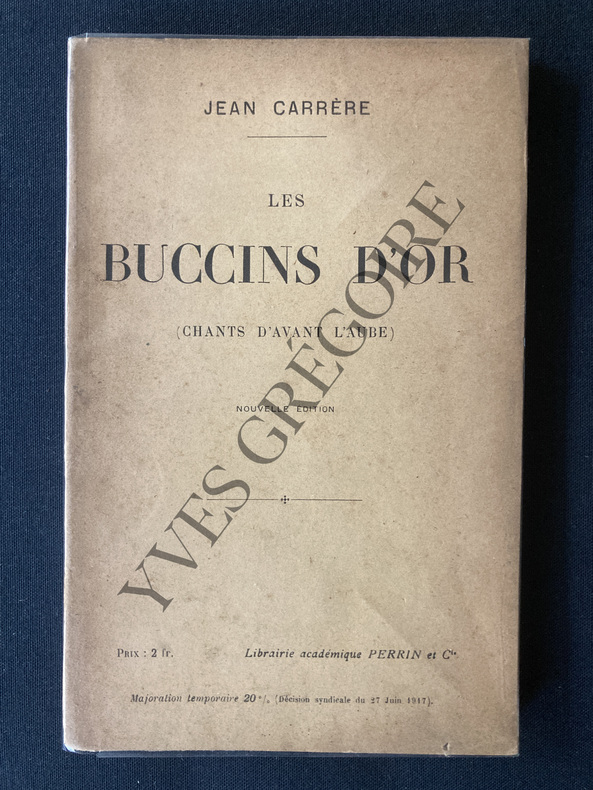 JEAN CARRÈRE
LES
BUCCINS D'OR
(CHANTS D'AVANT L'AUBE)
NOUVELLE ÉDITION
YVES GRÉGOIRE
PRIX : 2 fr.
Librairie académique PERRIN et Cie.
Majoration temporaire 20 %, (Décision syndicale du 27 Juin 1917).